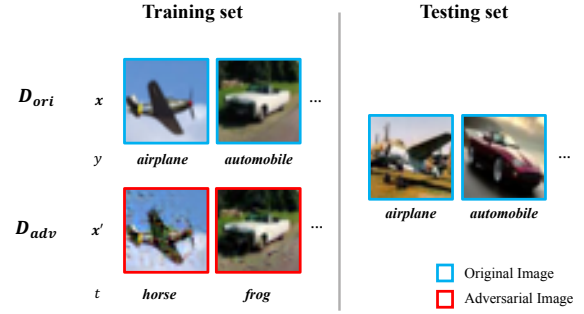 Training set
Testing set
D_ori
x
...
y
airplane
automobile
...
airplane
automobile
D_adv
x'
...
t
horse
frog
Original Image
Adversarial Image